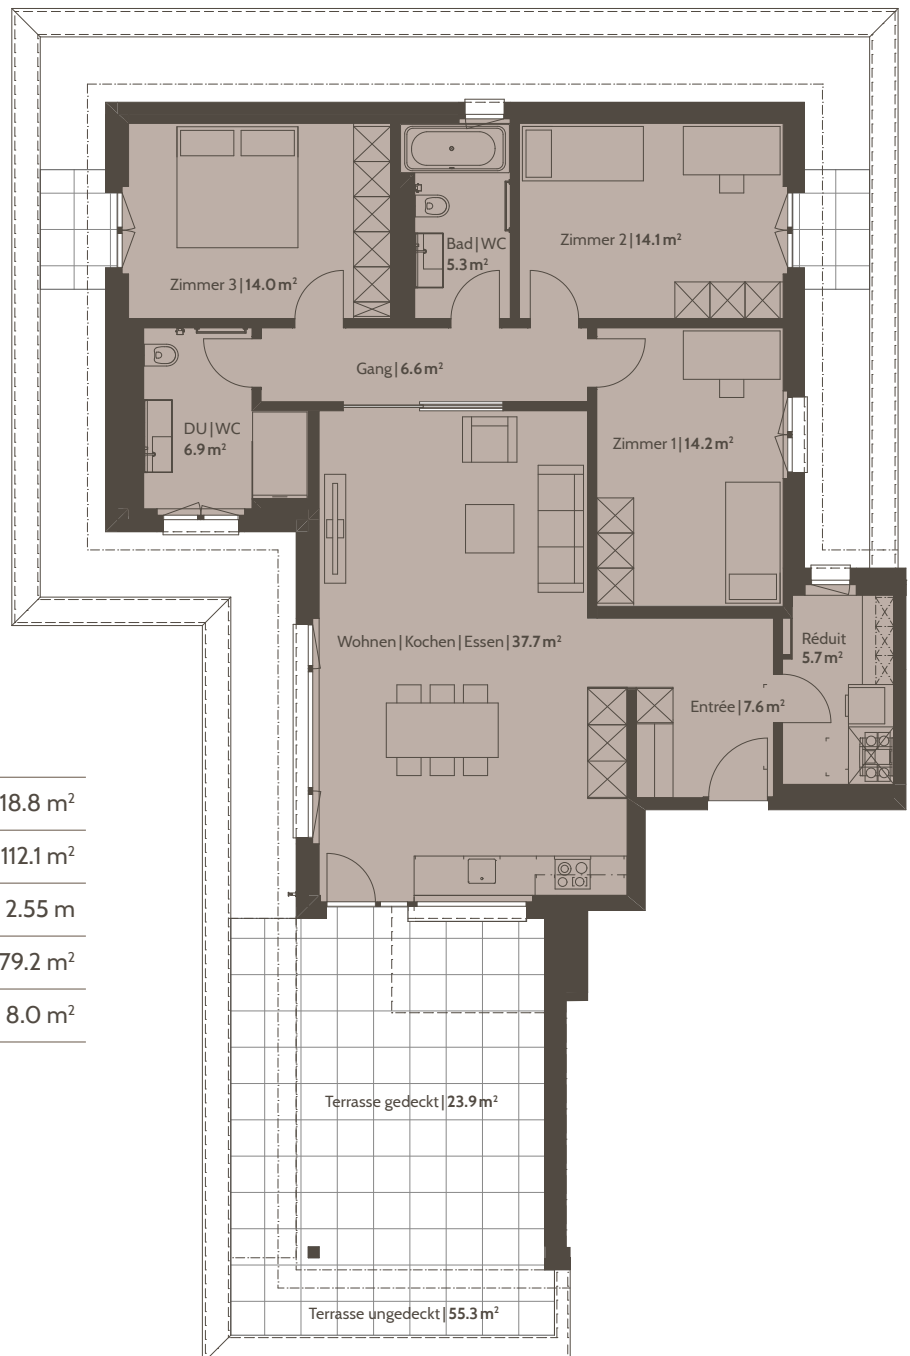 Bad|WC
5.3 m²
Zimmer 2|14.1 m²
Zimmer 3|14.0 m²
Gang|6.6 m²
DU|WC
6.9 m²
Zimmer 1|14.2 m²
Wohnen|Kochen|Essen|37.7 m²
Réduit
5.7 m²
Entrée|7.6 m²
18.8 m²
112.1 m²
2.55 m
79.2 m²
8.0 m²
Terrasse gedeckt|23.9 m²
Terrasse ungedeckt|55.3 m²